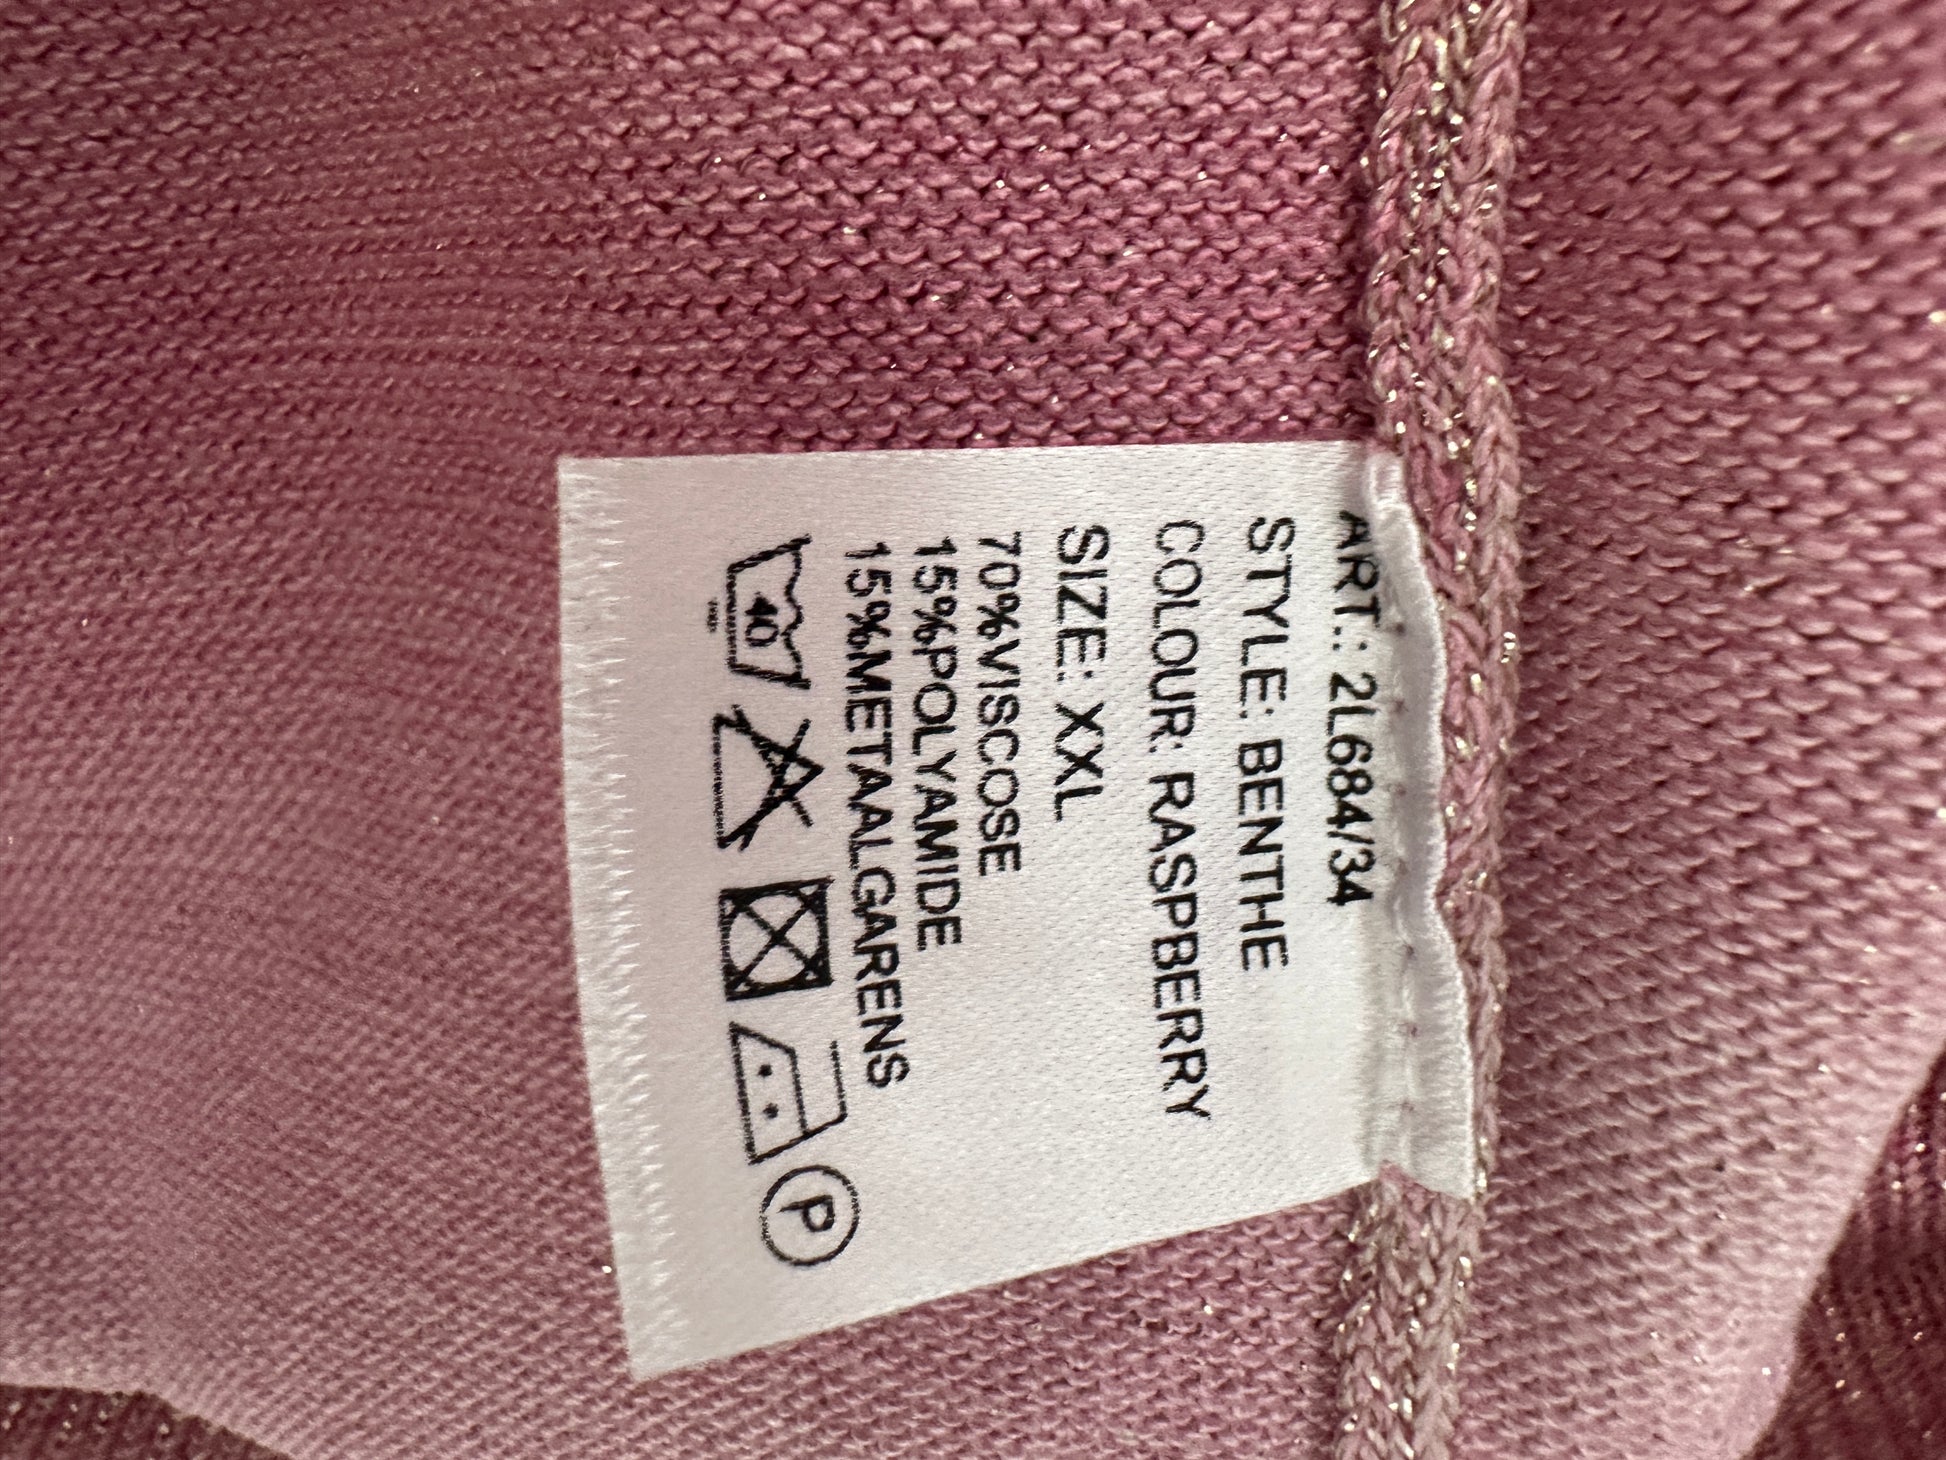 ART.: 2L684/34
STYLE: BENTHE
COLOUR: RASPBERRY
SIZE: XXL
70%VISCOSE
15%POLYAMIDE
15%METAALGARENS
40 P